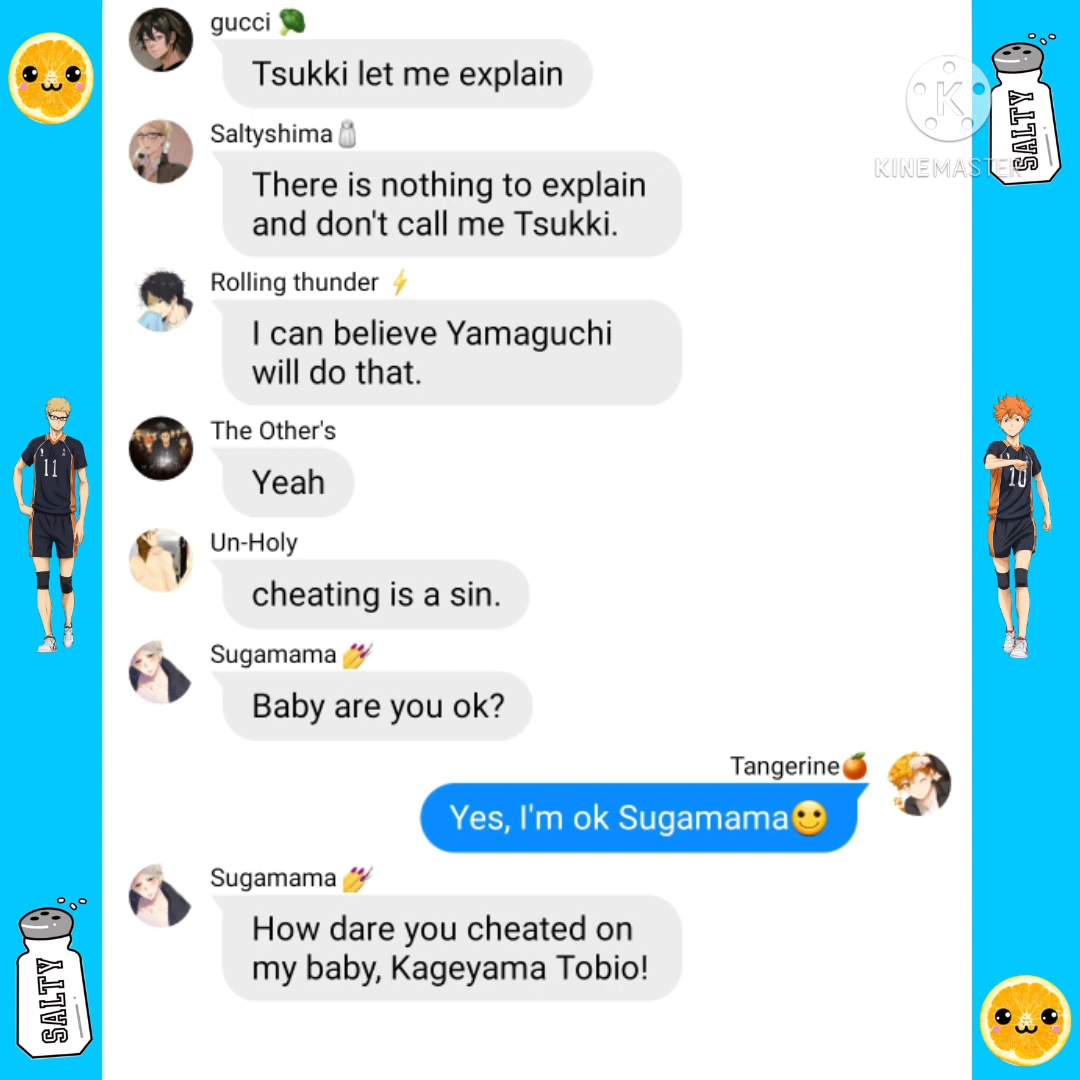 gucci 🥦
Tsukki let me explain
Saltyshima🧂
There is nothing to explain
and don't call me Tsukki.
Rolling thunder ⚡
I can believe Yamaguchi
will do that.
The Other's
Yeah
Un-Holy
cheating is a sin.
Sugamama 💅
Baby are you ok?
Tangerine🍊
Yes, I'm ok Sugamama🙂
Sugamama 💅
How dare you cheated on
my baby, Kageyama Tobio!
K
KINEMASTER
SALTY
11
10
SALTY